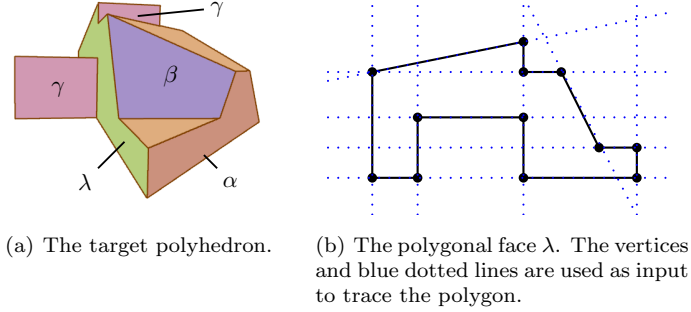 γ
β
γ
λ
α
(a) The target polyhedron.
(b) The polygonal face λ. The vertices
and blue dotted lines are used as input
to trace the polygon.